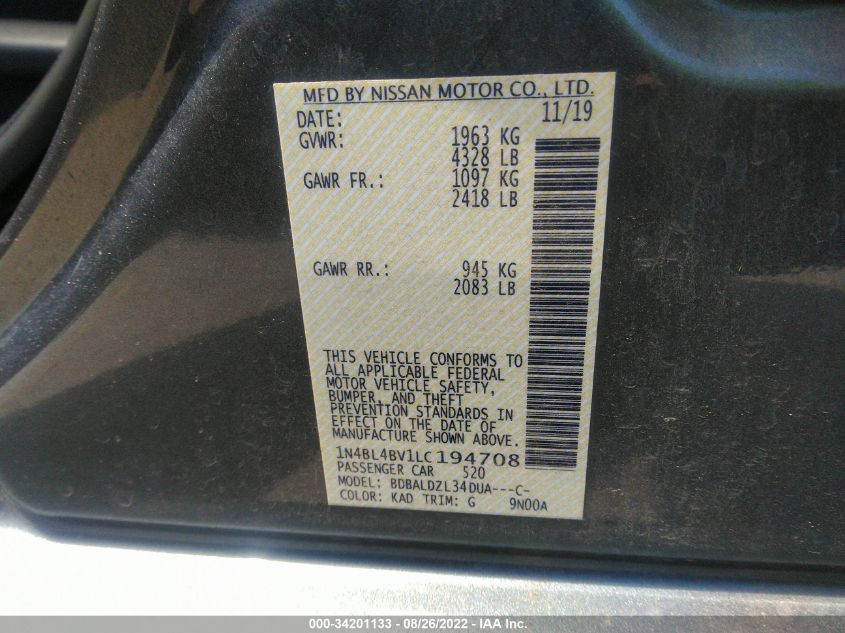 MFD BY NISSAN MOTOR CO., LTD.
DATE: 11/19
GVWR: 1963 KG
4328 LB
GAWR FR.: 1097 KG
2418 LB
GAWR RR.: 945 KG
2083 LB
THIS VEHICLE CONFORMS TO
ALL APPLICABLE FEDERAL
MOTOR VEHICLE SAFETY,
BUMPER, AND THEFT
PREVENTION STANDARDS IN
EFFECT ON THE DATE OF
MANUFACTURE SHOWN ABOVE.
1N4BL4BV1LC194708
PASSENGER CAR 520
MODEL: BDBALDZL34DUA---C-
COLOR: KAD TRIM: G 9N00A
000-34201133 - 08/26/2022 - IAA